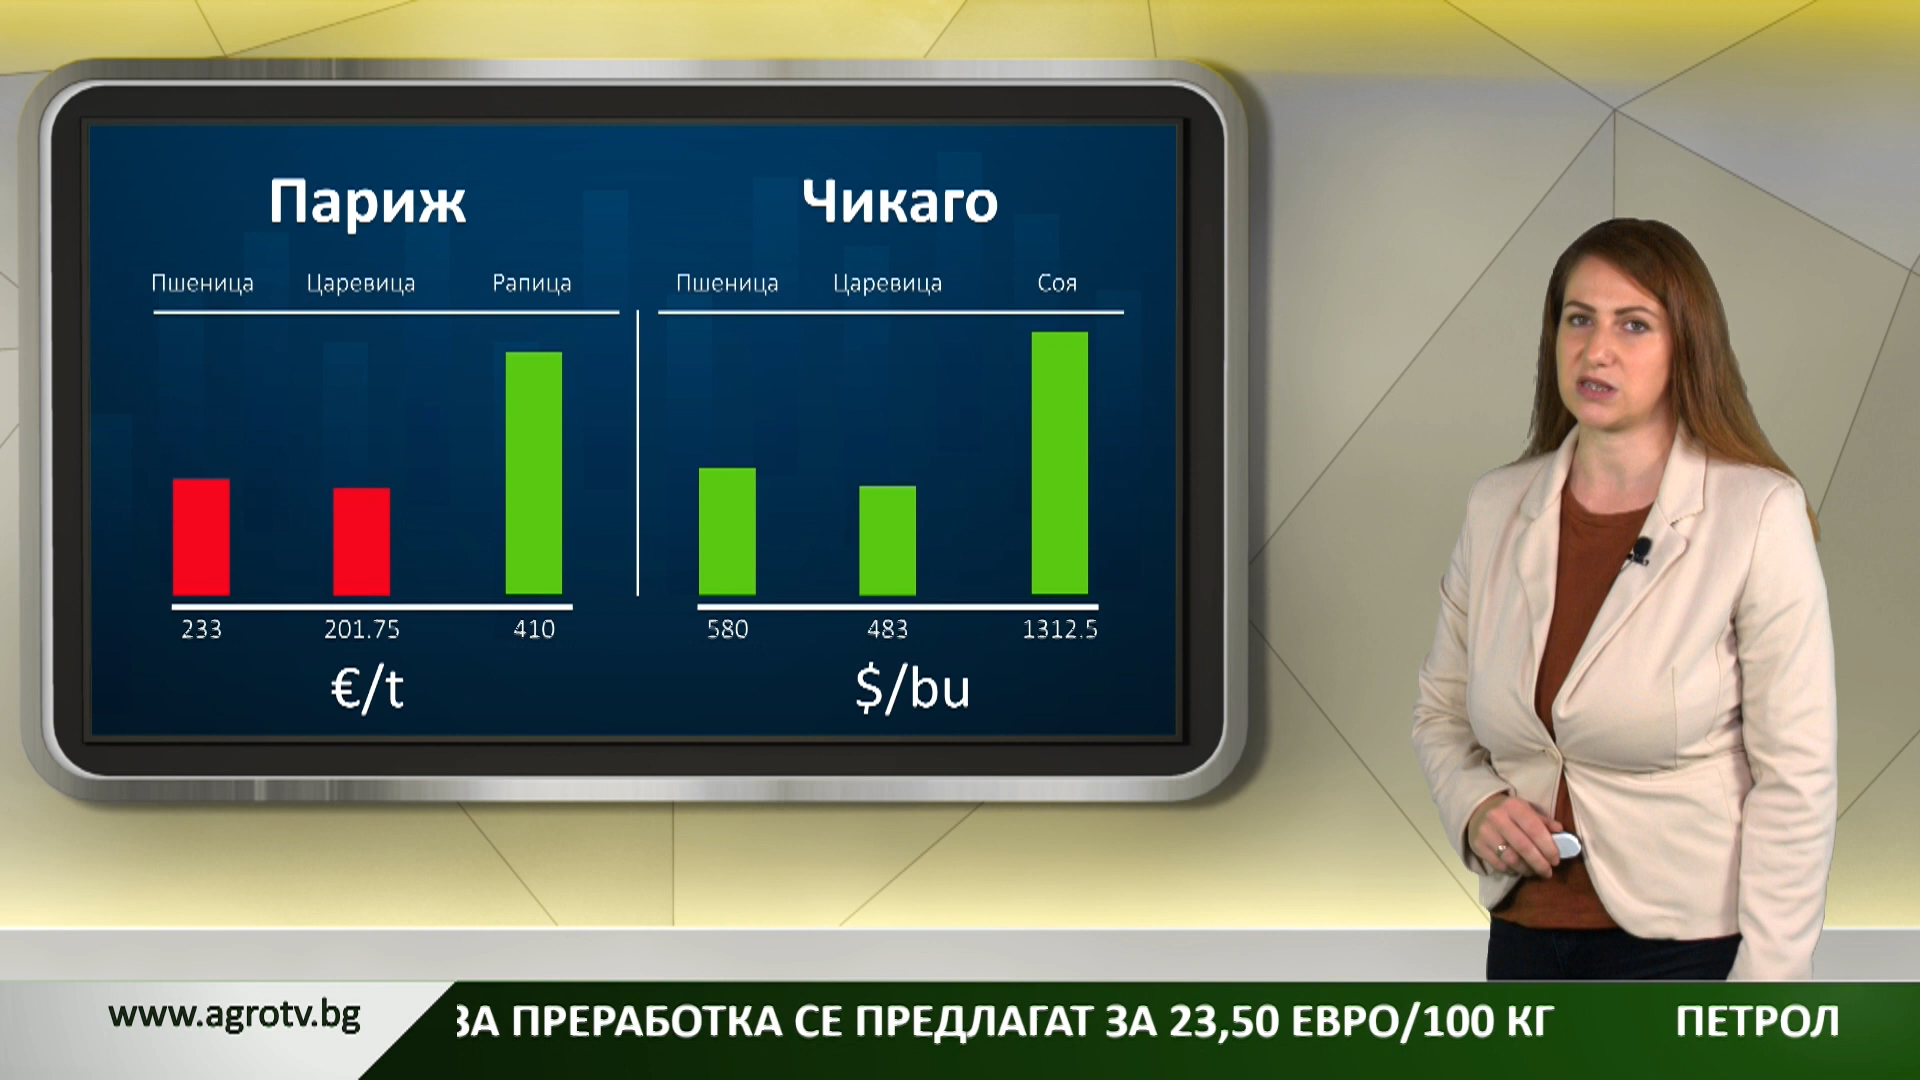 Париж
Пшеница Царевица Рапица
233 201.75 410
€/t
Чикаго
Пшеница Царевица Соя
580 483 1312.5
$/bu
www.agrotv.bg
ЗА ПРЕРАБОТКА СЕ ПРЕДЛАГАТ ЗА 23,50 ЕВРО/100 КГ ПЕТРОЛ